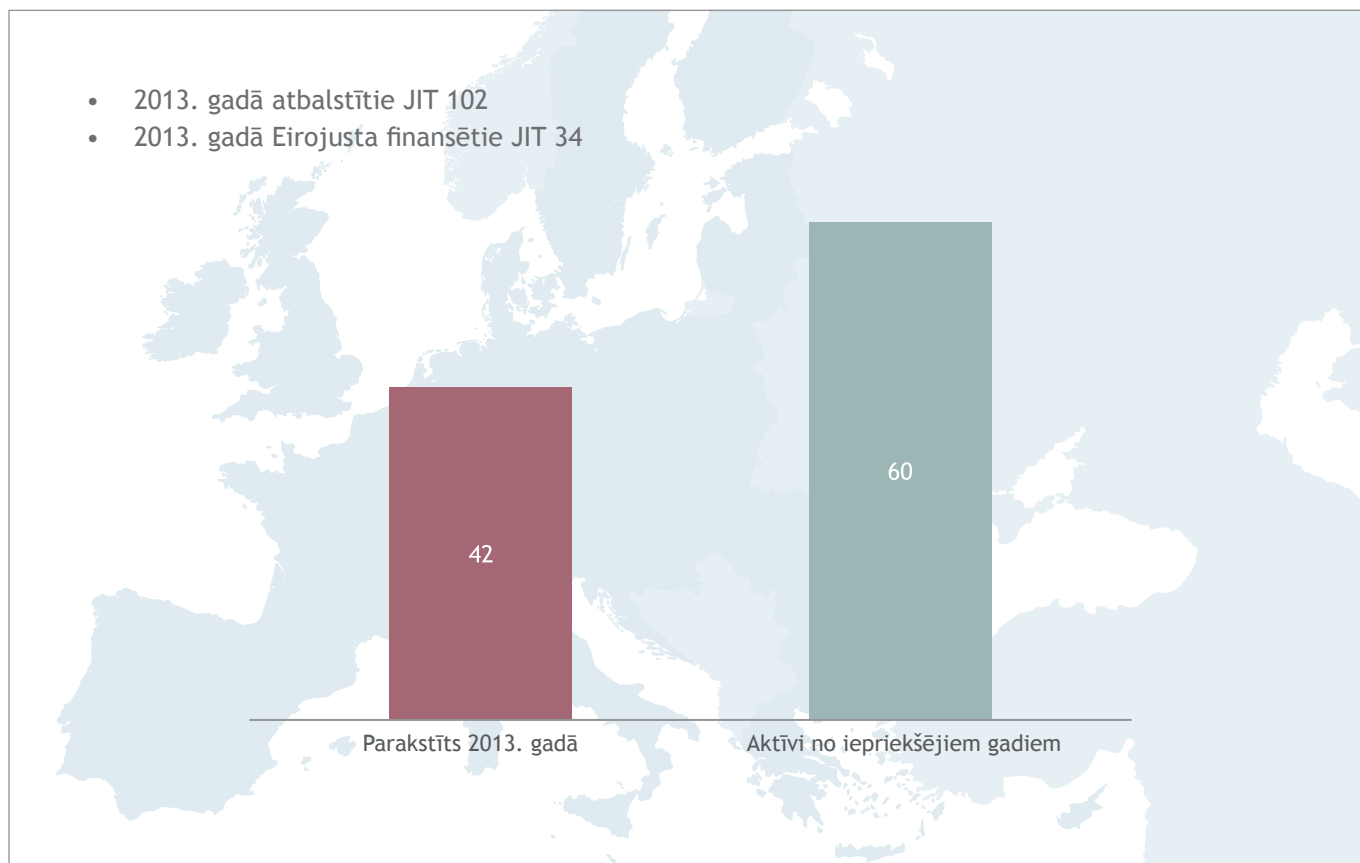 • 2013. gadā atbalstītie JIT 102
• 2013. gadā Eirojusta finansētie JIT 34
60
42
Parakstīts 2013. gadā
Aktīvi no iepriekšējiem gadiem